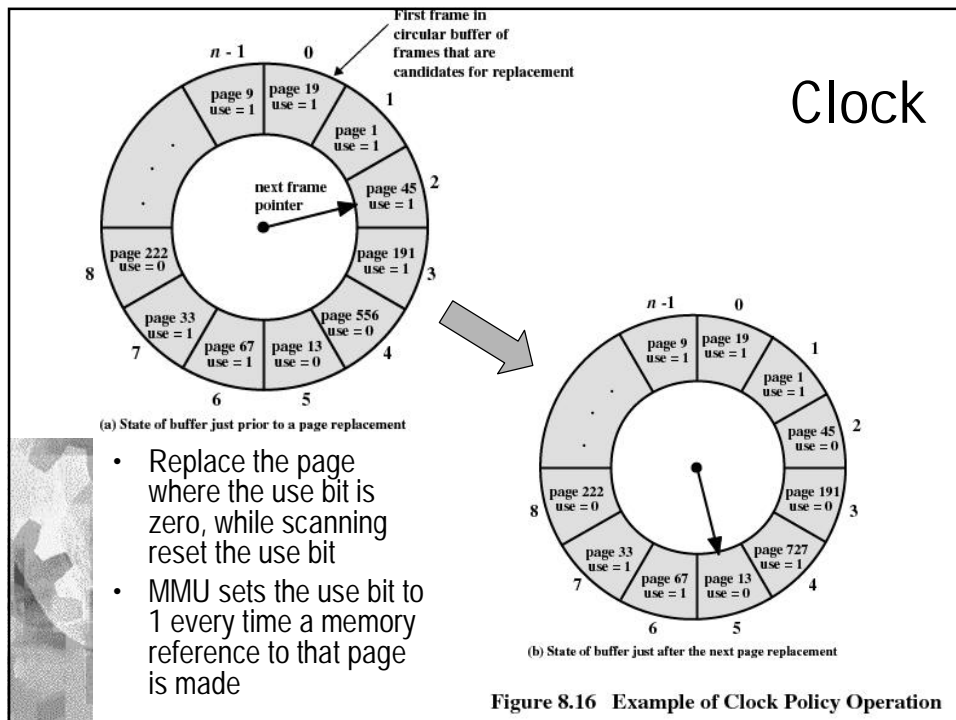 First frame in
circular buffer of
frames that are
candidates for replacement
Clock
n - 1
0
1
2
3
4
5
6
7
8
page 9
use = 1
page 19
use = 1
page 1
use = 1
page 45
use = 1
page 191
use = 1
page 556
use = 0
page 13
use = 0
page 67
use = 1
page 33
use = 1
page 222
use = 0
next frame
pointer
(a) State of buffer just prior to a page replacement
• Replace the page
where the use bit is
zero, while scanning
reset the use bit
• MMU sets the use bit to
1 every time a memory
reference to that page
is made
n -1
0
1
2
3
4
5
6
7
8
page 9
use = 1
page 19
use = 1
page 1
use = 1
page 45
use = 0
page 191
use = 0
page 727
use = 1
page 13
use = 0
page 67
use = 1
page 33
use = 1
page 222
use = 0
(b) State of buffer just after the next page replacement
Figure 8.16 Example of Clock Policy Operation